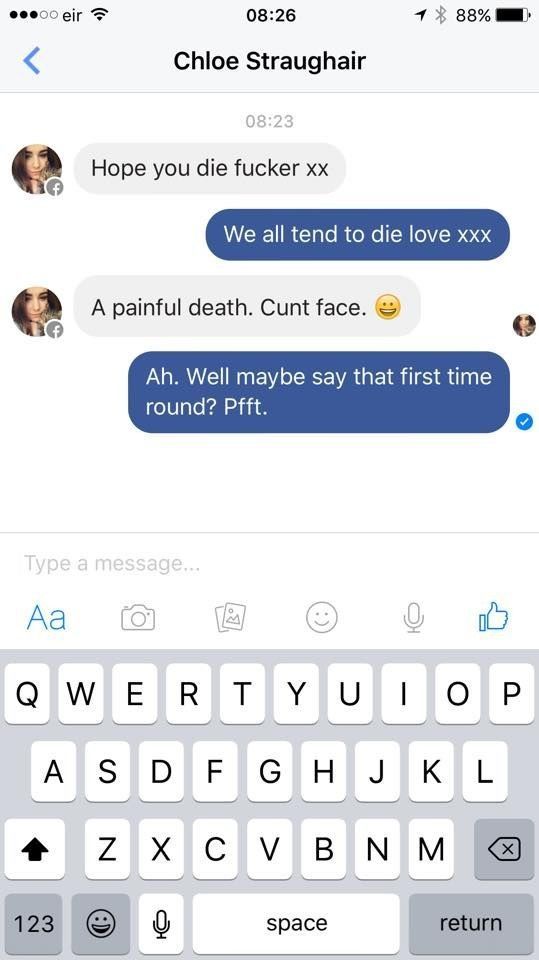 eir 08:26 88%
Chloe Straughair
08:23
Hope you die fucker xx
We all tend to die love xxx
A painful death. Cunt face. 😀
Ah. Well maybe say that first time
round? Pfft.
Type a message...
Aa
Q W E R T Y U I O P
A S D F G H J K L
Z X C V B N M
123 space return